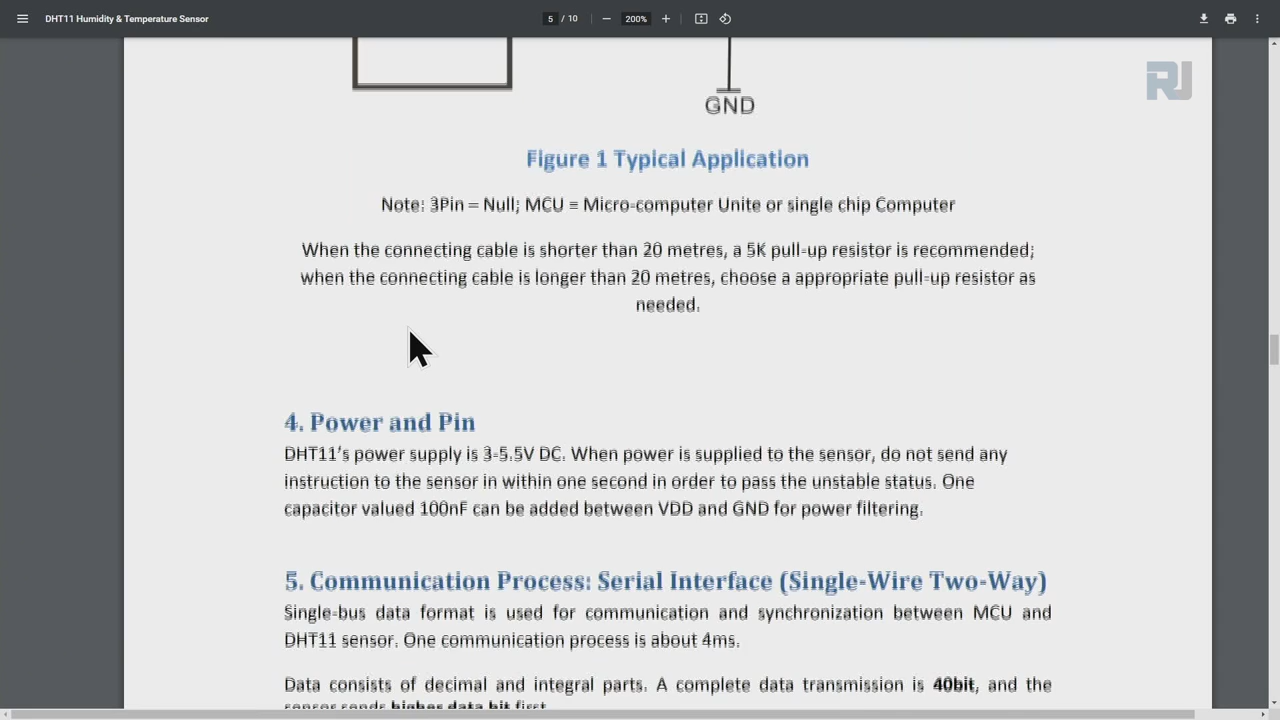 DHT11 Humidity & Temperature Sensor
5 / 10
200%
RJ
GND
Figure 1 Typical Application
Note: 3Pin = Null; MCU = Micro-computer Unite or single chip Computer
When the connecting cable is shorter than 20 metres, a 5K pull-up resistor is recommended;
when the connecting cable is longer than 20 metres, choose a appropriate pull-up resistor as
needed.
4. Power and Pin
DHT11's power supply is 3-5.5V DC. When power is supplied to the sensor, do not send any
instruction to the sensor in within one second in order to pass the unstable status. One
capacitor valued 100nF can be added between VDD and GND for power filtering.
5. Communication Process: Serial Interface (Single-Wire Two-Way)
Single-bus data format is used for communication and synchronization between MCU and
DHT11 sensor. One communication process is about 4ms.
Data consists of decimal and integral parts. A complete data transmission is 40bit, and the
sensor sends higher data bit first.